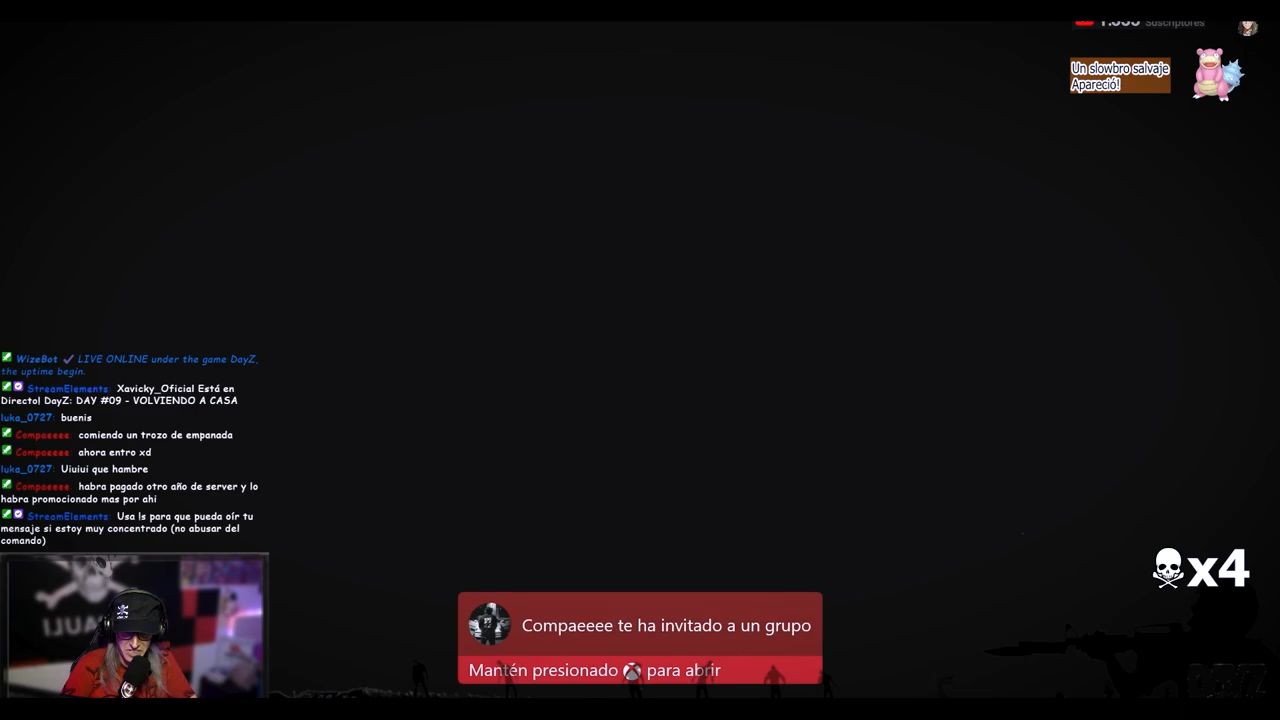 Suscriptores
Un slowbro salvaje
Apareció!
WizeBot ✔ LIVE ONLINE under the game DayZ,
the uptime begin.
StreamElements: Xavicky_Oficial Está en
Directo! DayZ: DAY #09 - VOLVIENDO A CASA
luka_0727: buenis
Compaeeee: comiendo un trozo de empanada
Compaeeee: ahora entro xd
luka_0727: Uiuiui que hambre
Compaeeee: habra pagado otro año de server y lo
habra promocionado mas por ahi
StreamElements: Usa !s para que pueda oír tu
mensaje si estoy muy concentrado (no abusar del
comando)
x4
Compaeeee te ha invitado a un grupo
Mantén presionado para abrir